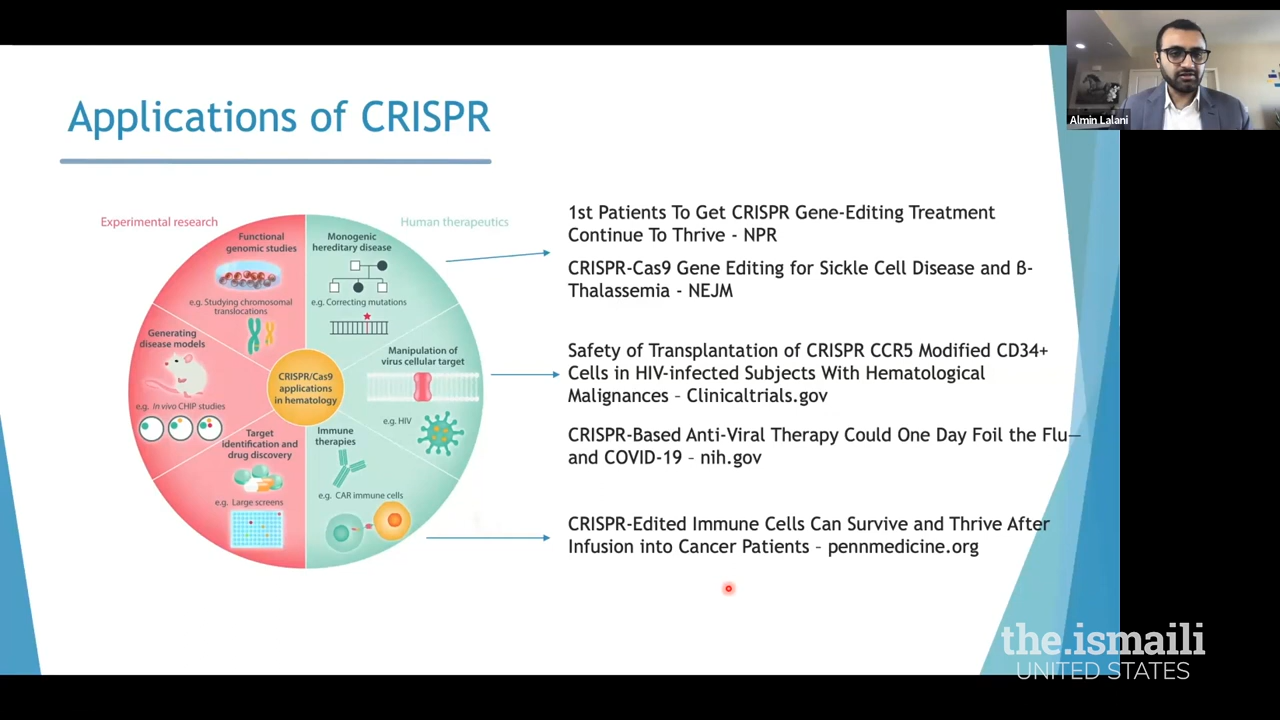 Applications of CRISPR
Almin Lalani
Experimental research
Human therapeutics
Functional
genomic studies
e.g. Studying chromosomal
translocations
Monogenic
hereditary disease
e.g. Correcting mutations
Generating
disease models
e.g. In vivo CHIP studies
CRISPR/Cas9
applications
in hematology
Manipulation of
virus cellular target
e.g. HIV
Target
identification and
drug discovery
e.g. Large screens
Immune
therapies
e.g. CAR immune cells
1st Patients To Get CRISPR Gene-Editing Treatment
Continue To Thrive - NPR
CRISPR-Cas9 Gene Editing for Sickle Cell Disease and ß-
Thalassemia - NEJM
Safety of Transplantation of CRISPR CCR5 Modified CD34+
Cells in HIV-infected Subjects With Hematological
Malignances – Clinicaltrials.gov
CRISPR-Based Anti-Viral Therapy Could One Day Foil the Flu—
and COVID-19 – nih.gov
CRISPR-Edited Immune Cells Can Survive and Thrive After
Infusion into Cancer Patients – pennmedicine.org
the.ismaili
UNITED STATES